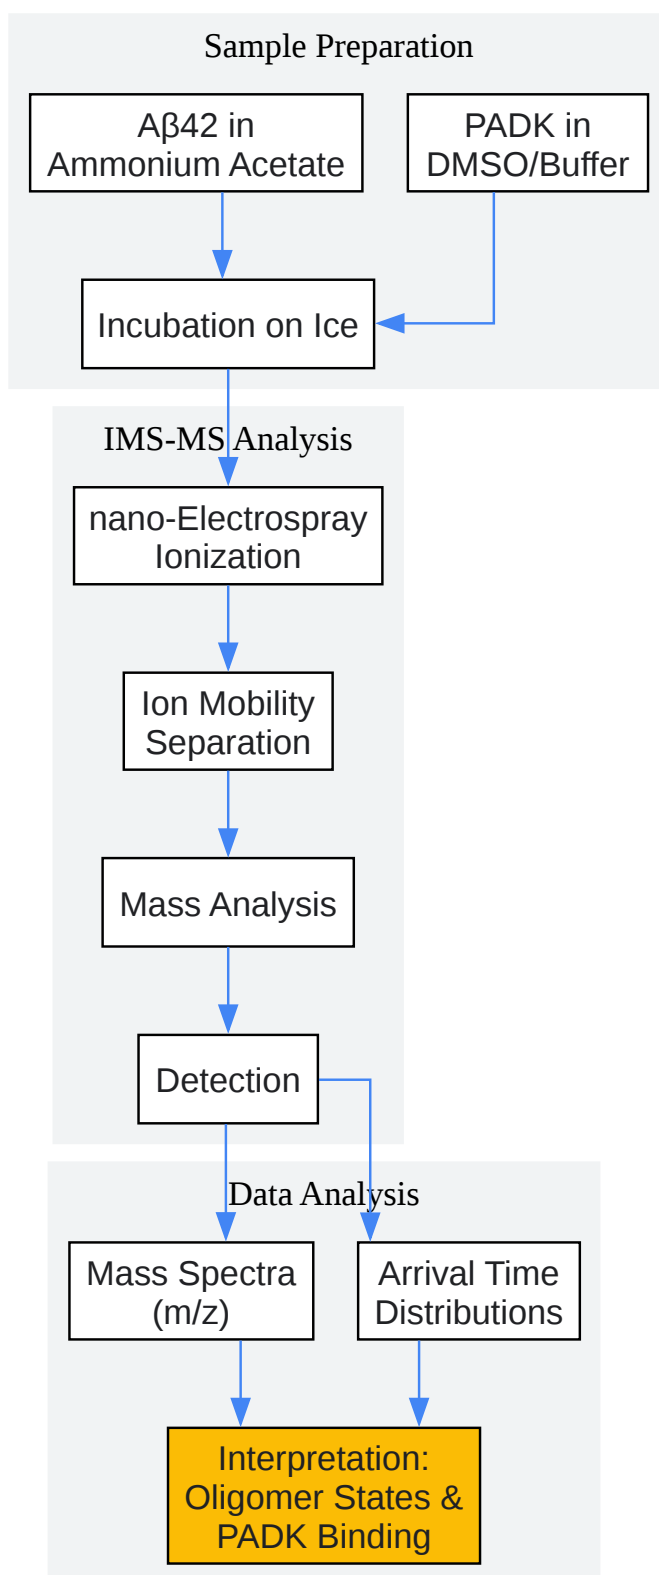 Sample Preparation
Aβ42 in
Ammonium Acetate
PADK in
DMSO/Buffer
Incubation on Ice
IMS-MS Analysis
nano-Electrospray
Ionization
Ion Mobility
Separation
Mass Analysis
Detection
Data Analysis
Mass Spectra
(m/z)
Arrival Time
Distributions
Interpretation:
Oligomer States &
PADK Binding